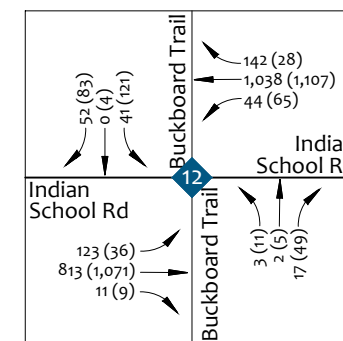 Buckboard Trail
142 (28)
1,038 (1,107)
44 (65)
52 (83)
0 (4)
41 (121)
India
School R
12
Indian
School Rd
Buckboard Trail
123 (36)
813 (1,071)
11 (9)
3 (11)
2 (5)
17 (49)